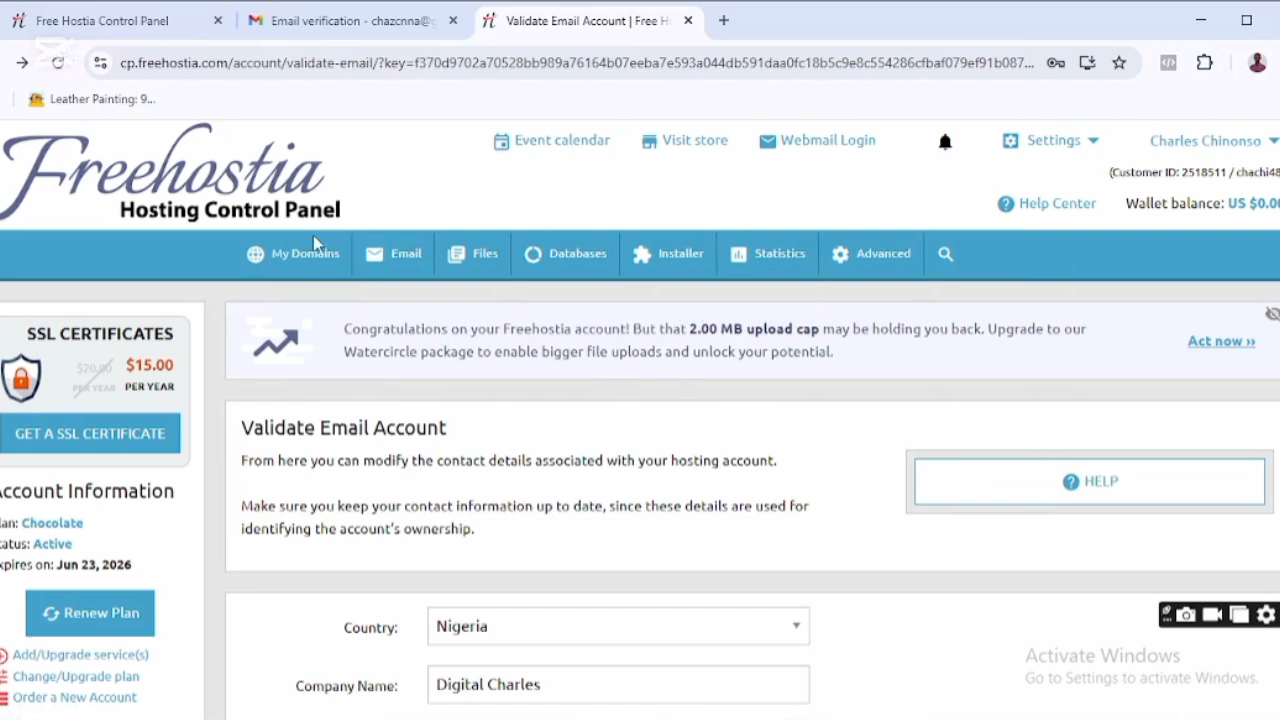 Free Hostia Control Panel
Email verification - chazcnna@
Validate Email Account | Free H
cp.freehostia.com/account/validate-email/?key=f370d9702a70528bb989a76164b07eeba7e593a044db591daa0fc18b5c9e8c554286cfbaf079ef91b087...
Leather Painting: 9...
Freehostia
Hosting Control Panel
Event calendar
Visit store
Webmail Login
Settings
Charles Chinonso
(Customer ID: 2518511 / chachi48
Help Center
Wallet balance: US $0.00
My Domains
Email
Files
Databases
Installer
Statistics
Advanced
SSL CERTIFICATES
$20.00 $15.00
PER YEAR PER YEAR
GET A SSL CERTIFICATE
Account Information
lan: Chocolate
tatus: Active
xpires on: Jun 23, 2026
Renew Plan
Add/Upgrade service(s)
Change/Upgrade plan
Order a New Account
Congratulations on your Freehostia account! But that 2.00 MB upload cap may be holding you back. Upgrade to our
Watercircle package to enable bigger file uploads and unlock your potential.
Act now »
Validate Email Account
From here you can modify the contact details associated with your hosting account.
Make sure you keep your contact information up to date, since these details are used for
identifying the account's ownership.
HELP
Country:
Nigeria
Company Name:
Digital Charles
Activate Windows
Go to Settings to activate Windows.